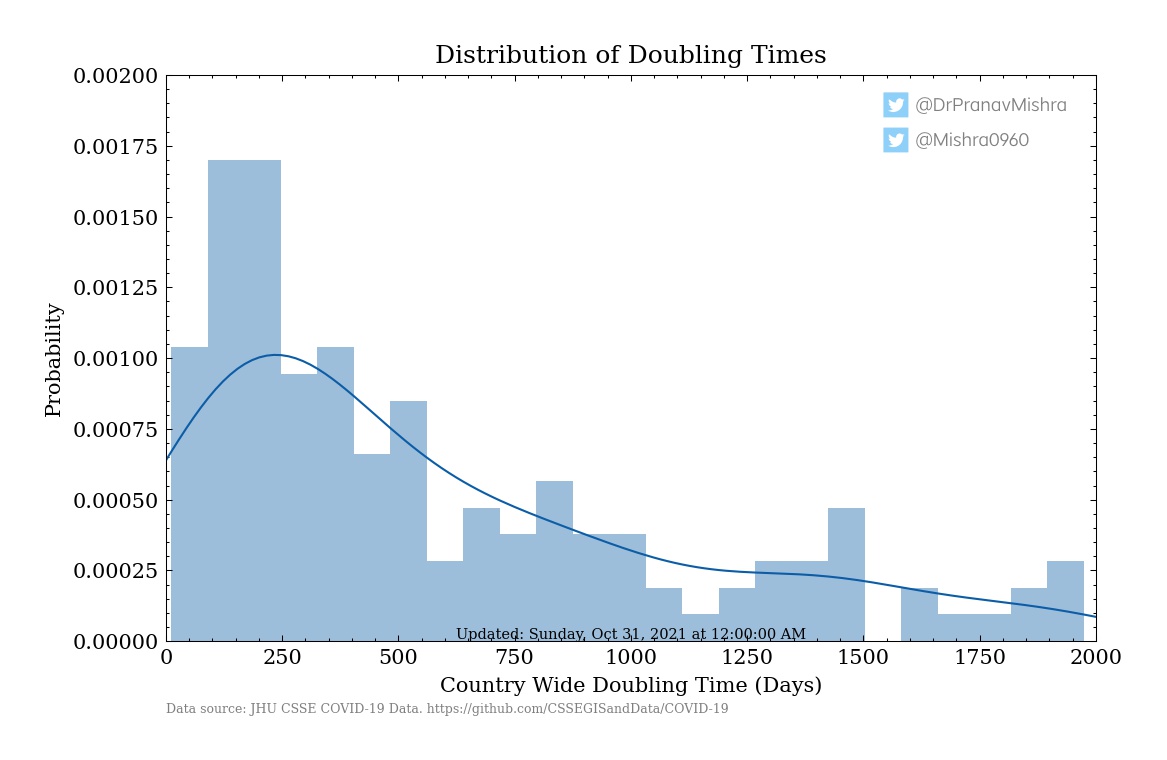 Distribution of Doubling Times
0.00200
0.00175
0.00150
0.00125
0.00100
0.00075
0.00050
0.00025
0.00000
Probability
@DrPranavMishra
@Mishra0960
Updated: Sunday, Oct 31, 2021 at 12:00:00 AM
0 250 500 750 1000 1250 1500 1750 2000
Country Wide Doubling Time (Days)
Data source: JHU CSSE COVID-19 Data. https://github.com/CSSEGISandData/COVID-19